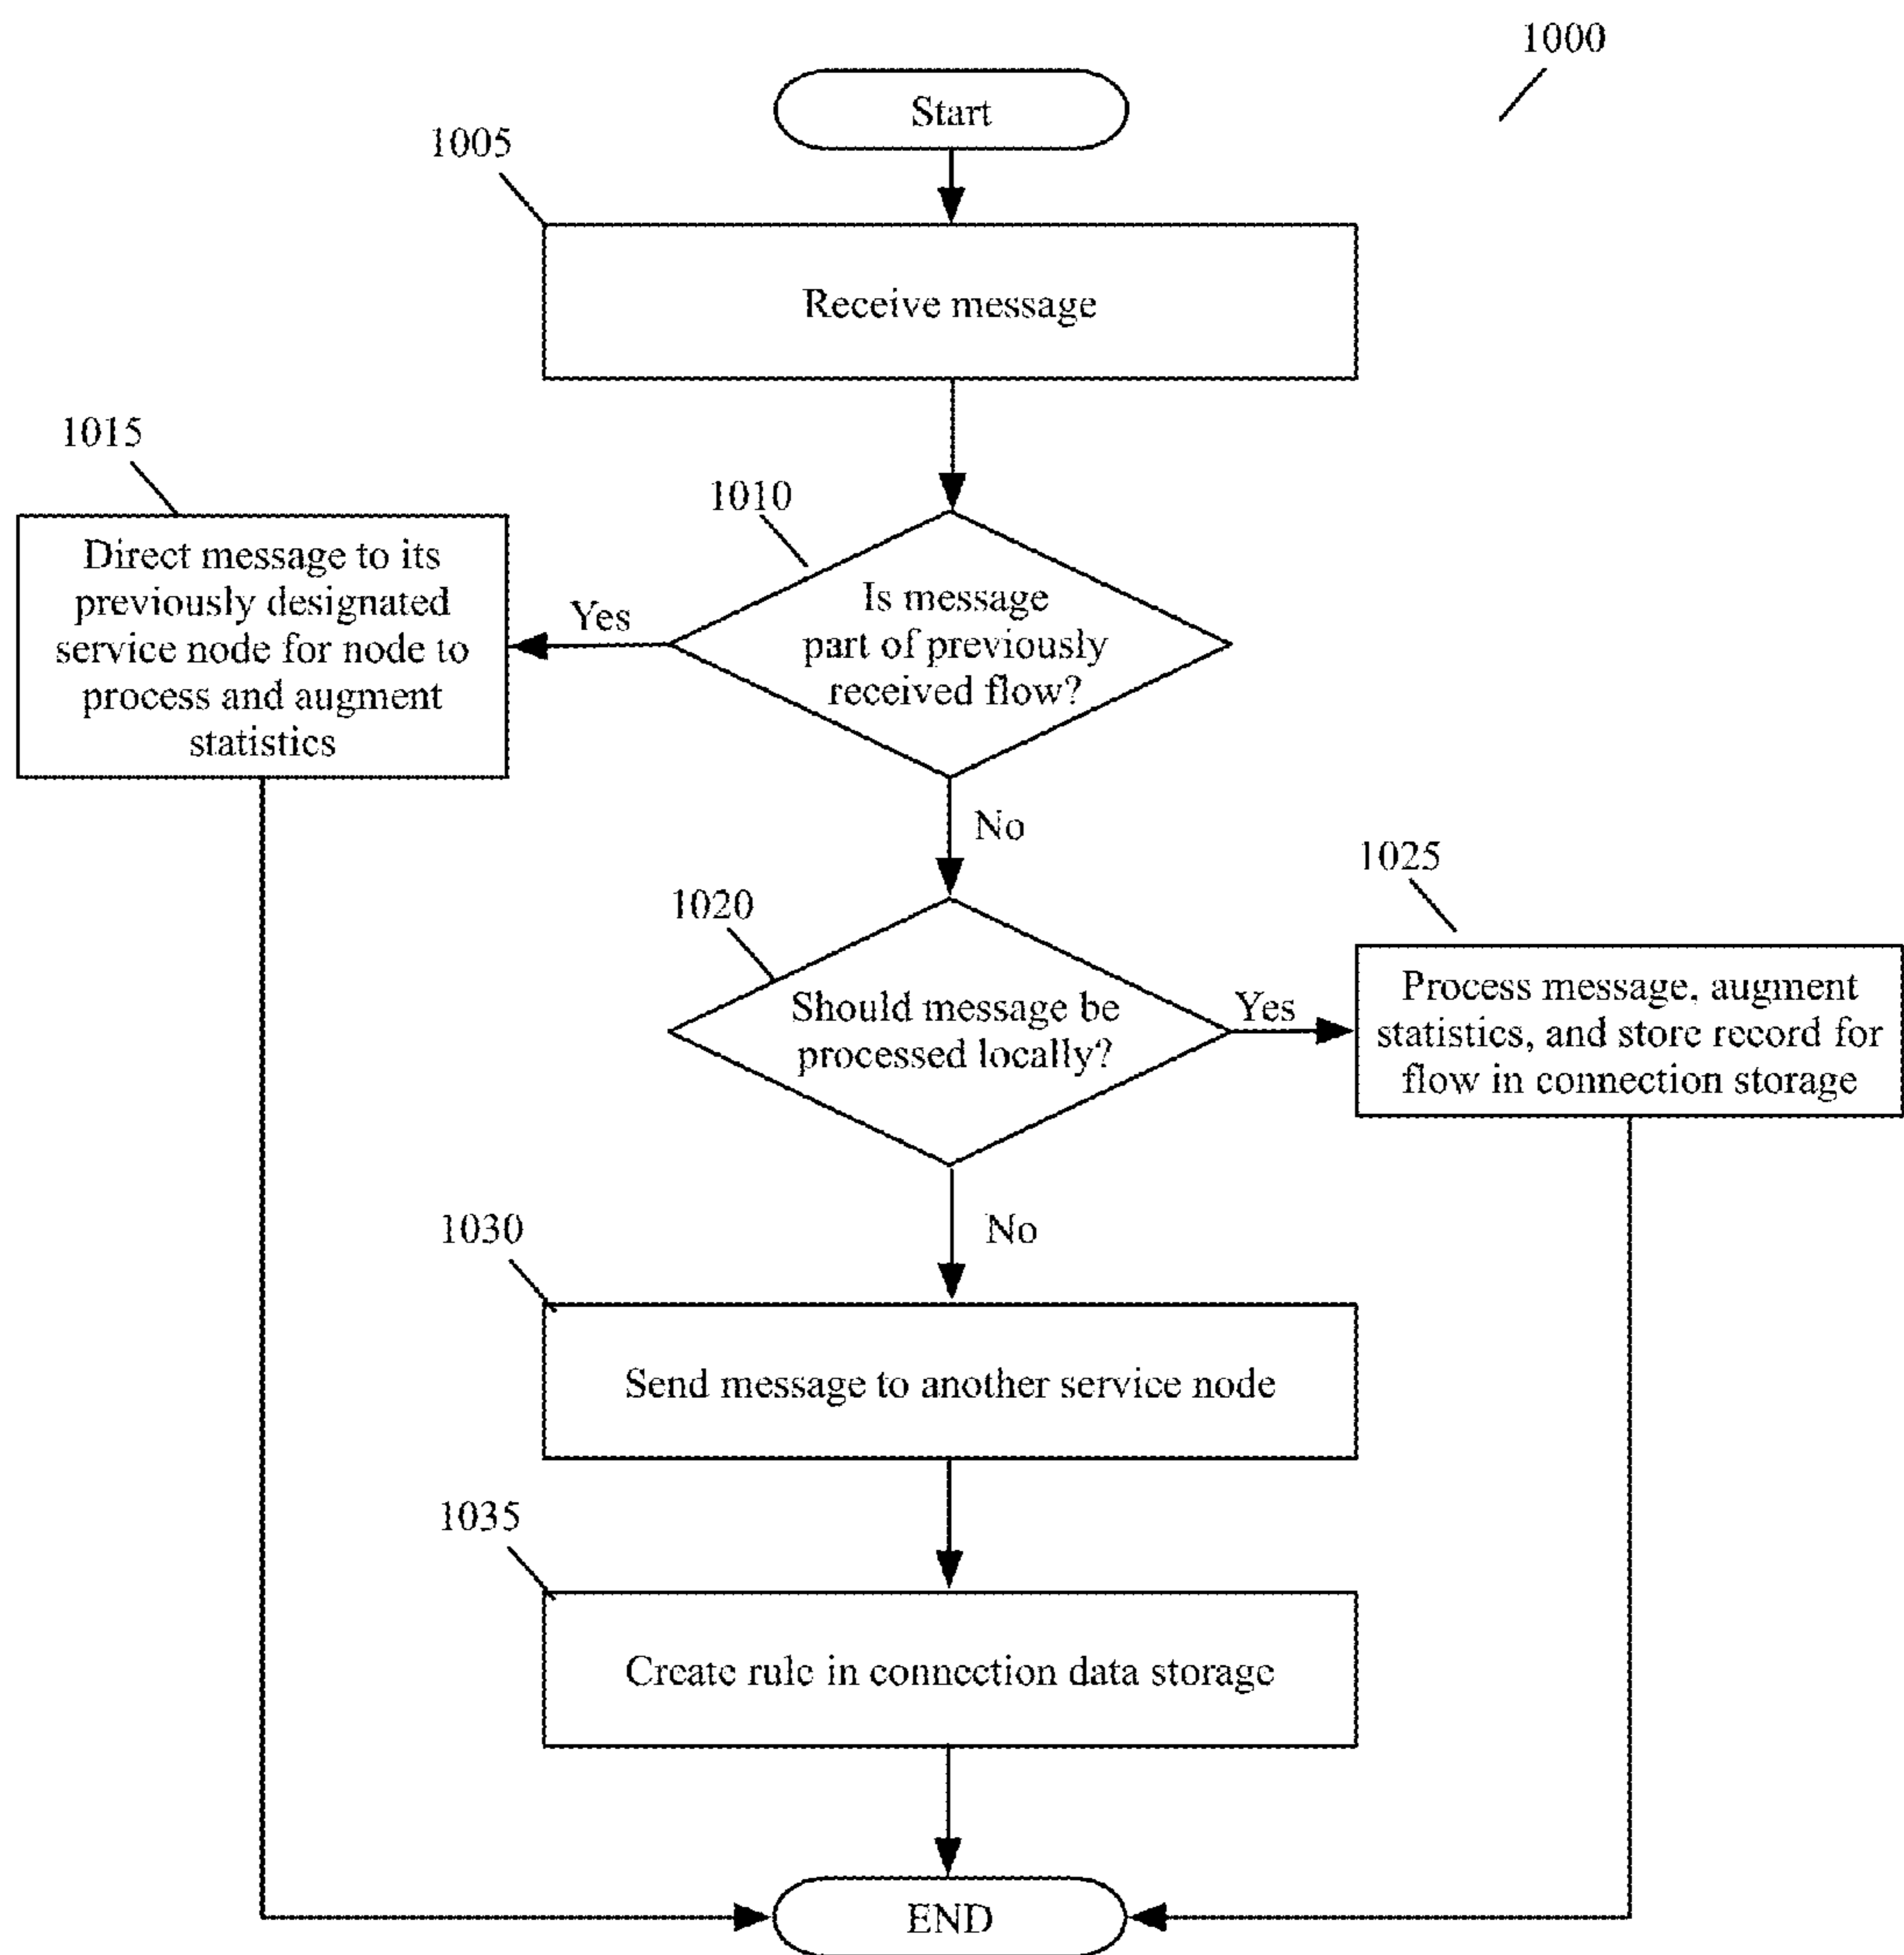 1000
Start
1005
Receive message
1015
1010
Direct message to its
previously designated
service node for node to
process and augment
statistics
Yes
Is message
part of previously
received flow?
No
1025
1020
Should message be
processed locally?
Yes
Process message, augment
statistics, and store record for
flow in connection storage
No
1030
Send message to another service node
1035
Create rule in connection data storage
END